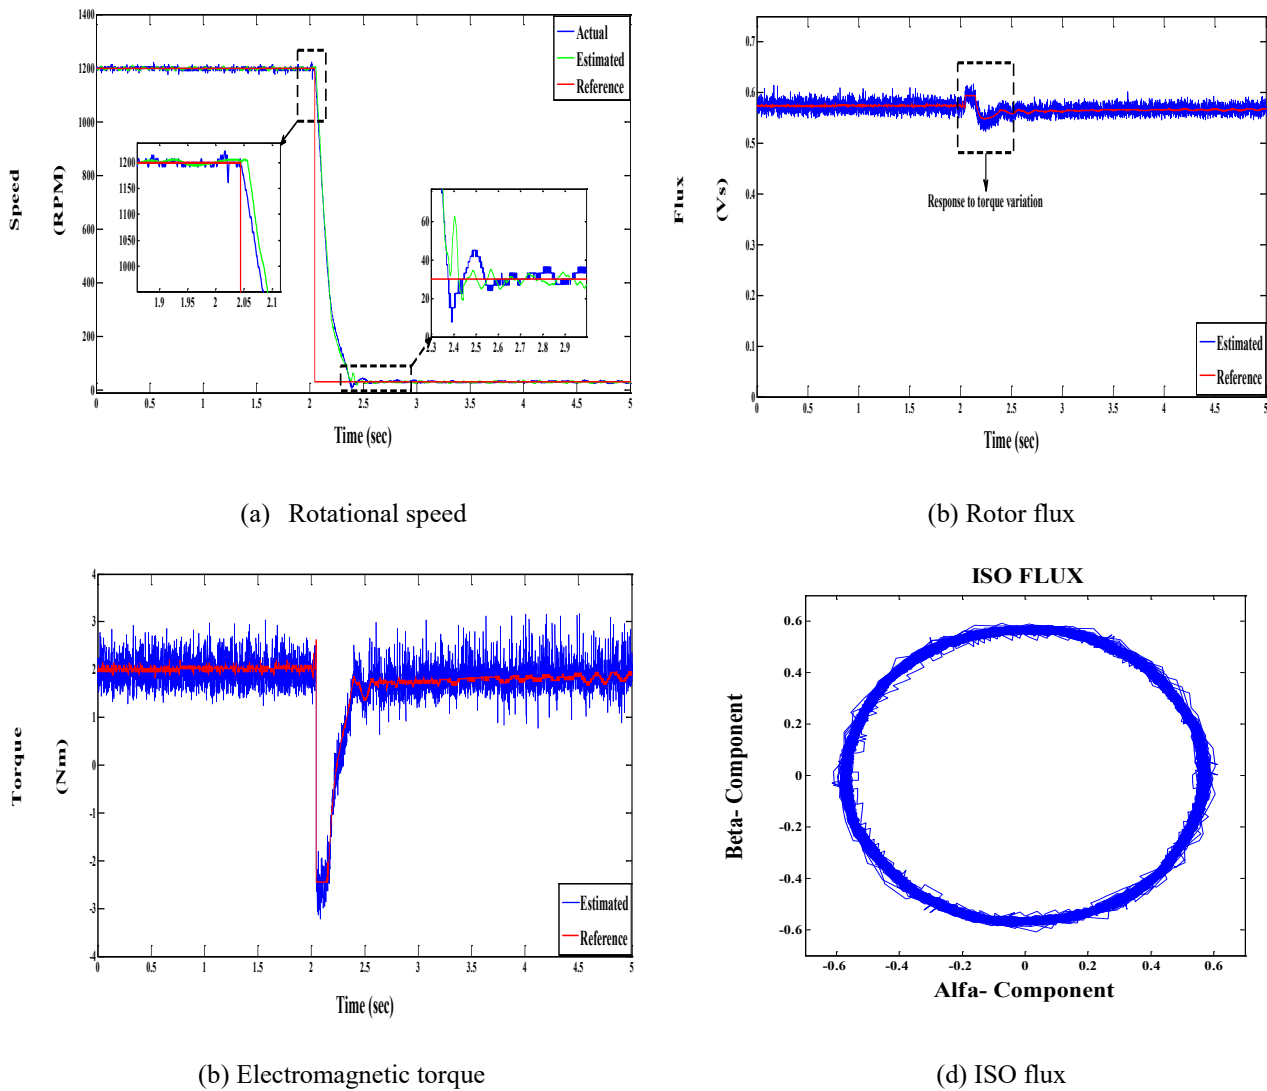 1400
1200
1000
800
600
400
200
0
0 0.5 1 1.5 2 2.5 3 3.5 4 4.5 5
Speed
(RPM)
Time (sec)
Actual
Estimated
Reference
1200
1150
1100
1050
1000
1.9 1.95 2 2.05 2.1
60
40
20
0
2.3 2.4 2.5 2.6 2.7 2.8 2.9
(a) Rotational speed
0.7
0.6
0.5
0.4
0.3
0.2
0.1
0
0 0.5 1 1.5 2 2.5 3 3.5 4 4.5 5
Flux
(Vs)
Time (sec)
Response to torque variation
Estimated
Reference
(b) Rotor flux
4
3
2
1
0
-1
-2
-3
-4
0 0.5 1 1.5 2 2.5 3 3.5 4 4.5 5
Torque
(Nm)
Time (sec)
Estimated
Reference
(b) Electromagnetic torque
ISO FLUX
0.6
0.4
0.2
0
-0.2
-0.4
-0.6
-0.6 -0.4 -0.2 0 0.2 0.4 0.6
Beta- Component
Alfa- Component
(d) ISO flux